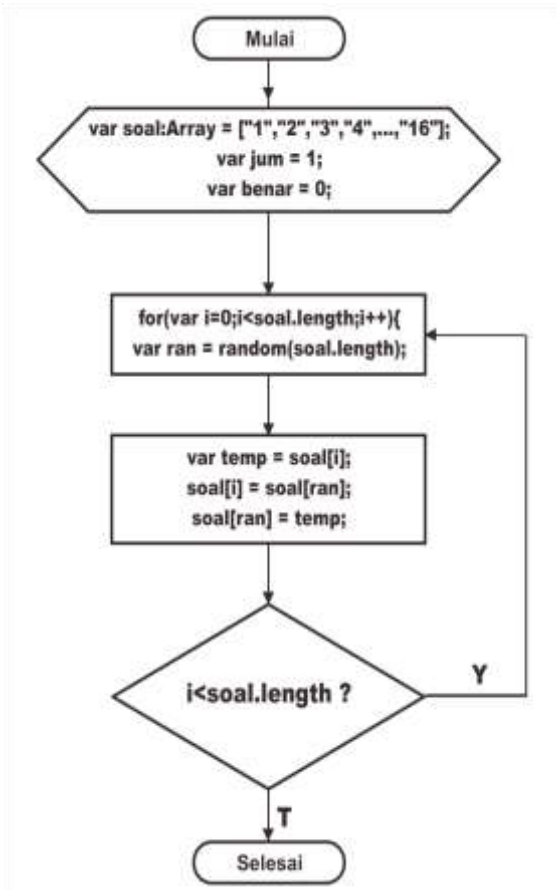 Mulai
var soal:Array = ["1","2","3","4",...,"16"];
var jum = 1;
var benar = 0;
for(var i=0;i<soal.length;i++){
var ran = random(soal.length);
var temp = soal[i];
soal[i] = soal[ran];
soal[ran] = temp;
i<soal.length ?
Y
T
Selesai